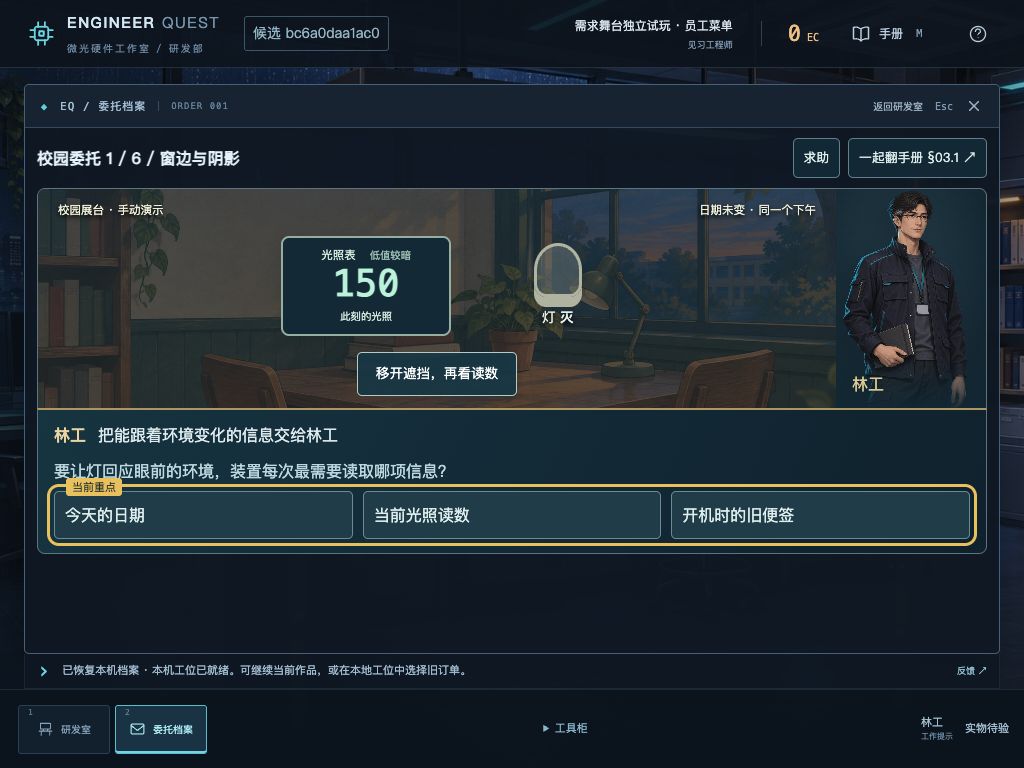 ENGINEER QUEST
微光硬件工作室 / 研发部
候选 bc6a0daa1ac0
需求舞台独立试玩 · 员工菜单
见习工程师
0 EC
手册 M
?
EQ / 委托档案
ORDER 001
返回研发室 Esc
校园委托 1 / 6 / 窗边与阴影
求助
一起翻手册 §03.1 ↗
校园展台 · 手动演示
日期未变 · 同一个下午
光照表 低值较暗
150
此刻的光照
灯 灭
移开遮挡，再看读数
林工
林工 把能跟着环境变化的信息交给林工
要让灯回应眼前的环境，装置每次最需要读取哪项信息？
当前重点
今天的日期
当前光照读数
开机时的旧便签
已恢复本机档案 · 本机工位已就绪。可继续当前作品，或在本地工位中选择旧订单。
反馈 ↗
1
研发室
2
委托档案
工具柜
林工
工作提示
实物待验